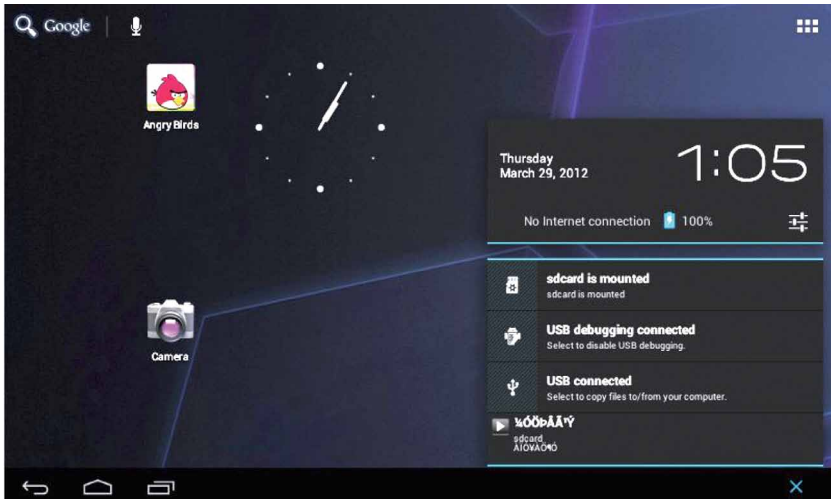 Google
Angry Birds
Camera
Thursday
March 29, 2012
1:05
No Internet connection 100%
sdcard is mounted
sdcard is mounted
USB debugging connected
Select to disable USB debugging.
USB connected
Select to copy files to/from your computer.
sdcard